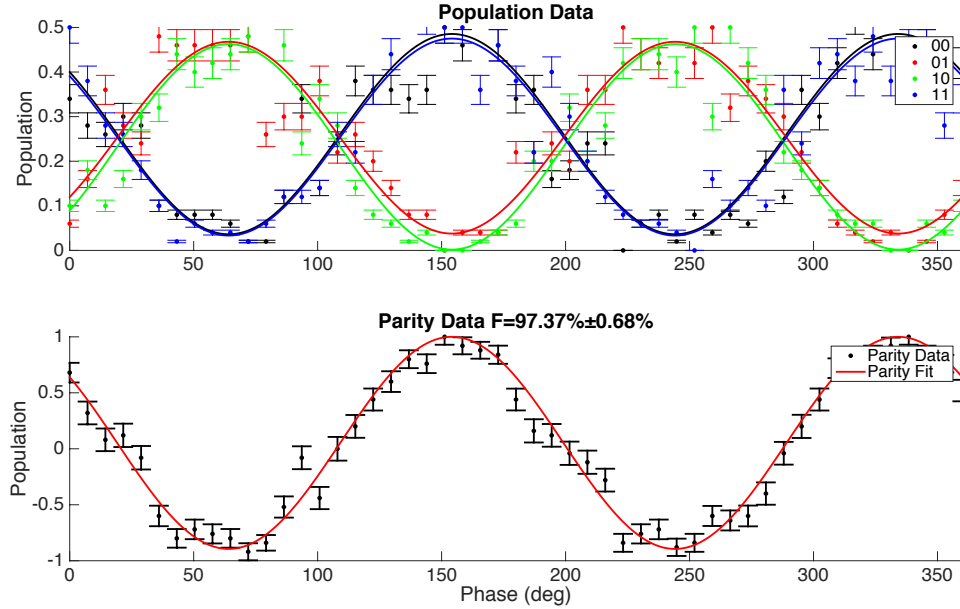 Population Data
0.5
0.4
0.3
0.2
0.1
0
Population
00
01
10
11
0 50 100 150 200 250 300 350
Parity Data F=97.37%±0.68%
1
0.5
0
-0.5
-1
Population
Parity Data
Parity Fit
0 50 100 150 200 250 300 350
Phase (deg)